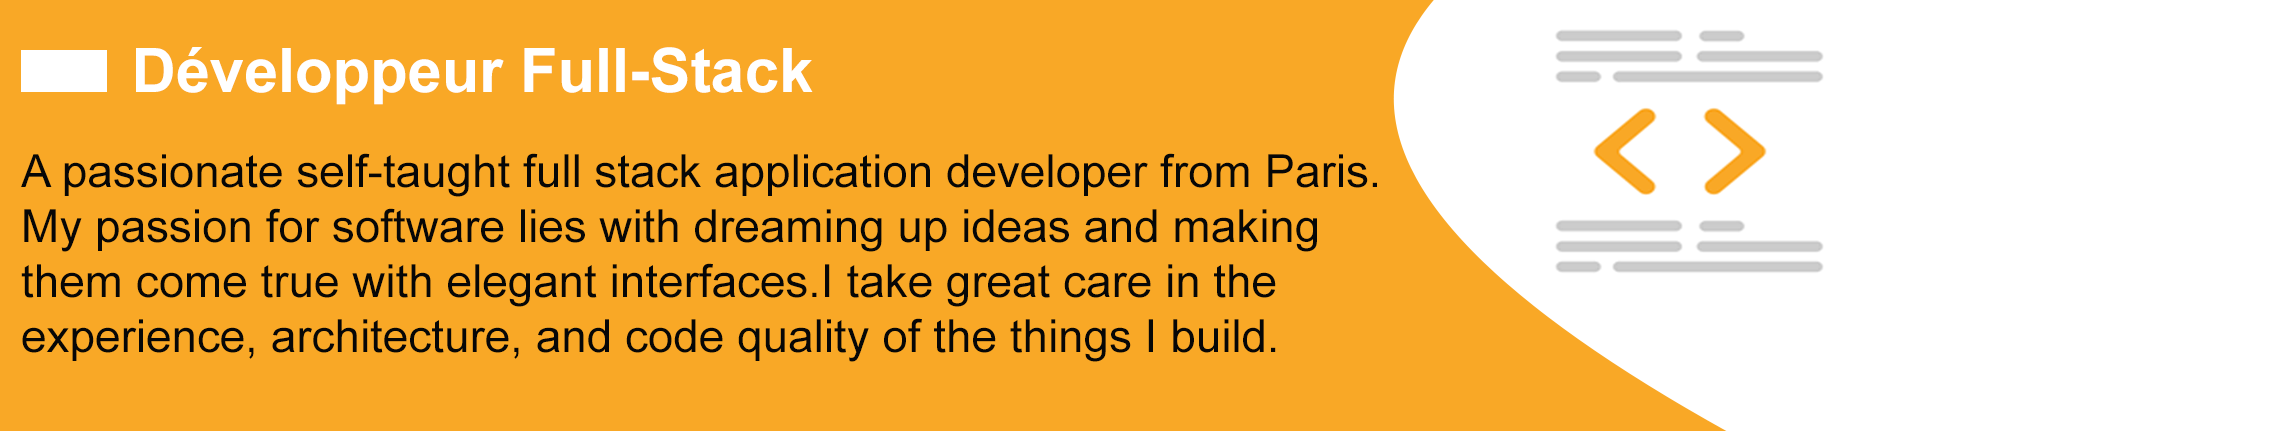 Développeur Full-Stack
A passionate self-taught full stack application developer from Paris.
My passion for software lies with dreaming up ideas and making
them come true with elegant interfaces.I take great care in the
experience, architecture, and code quality of the things I build.